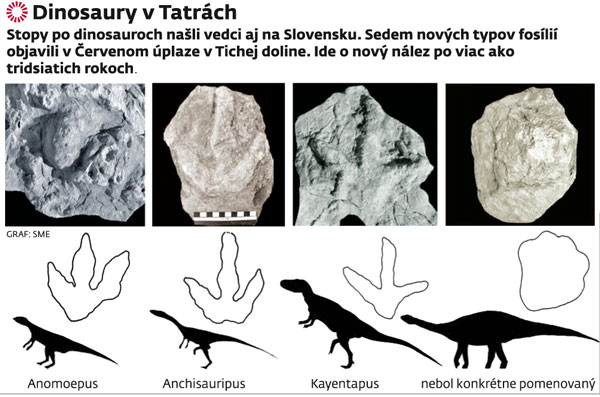 Dinosaury v Tatrách
Stopy po dinosauroch našli vedci aj na Slovensku. Sedem nových typov fosílií
objavili v Červenom úplaze v Tichej doline. Ide o nový nález po viac ako
tridsiatich rokoch.
GRAF: SME
Anomoepus
Anchisauripus
Kayentapus
nebol konkrétne pomenovaný